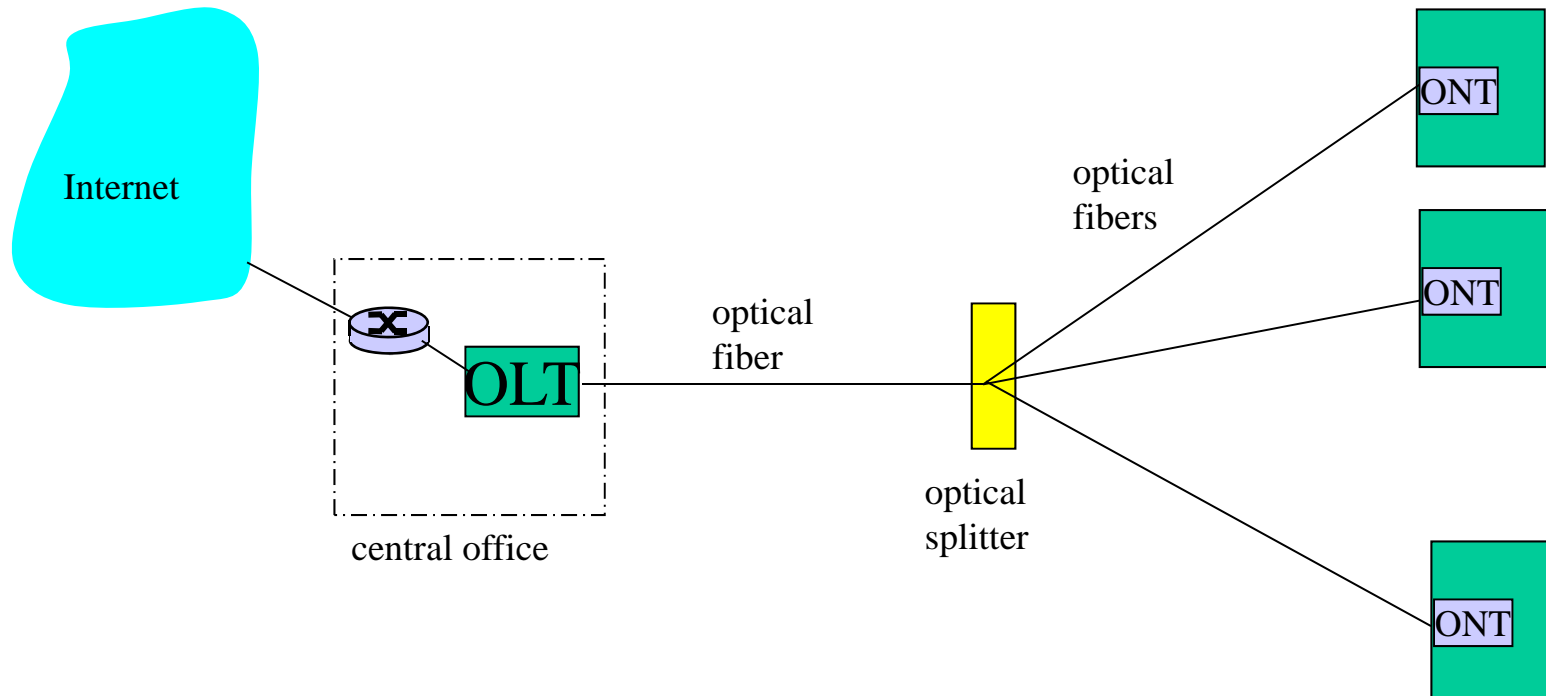 Internet
OLT
central office
optical
fiber
optical
splitter
optical
fibers
ONT
ONT
ONT